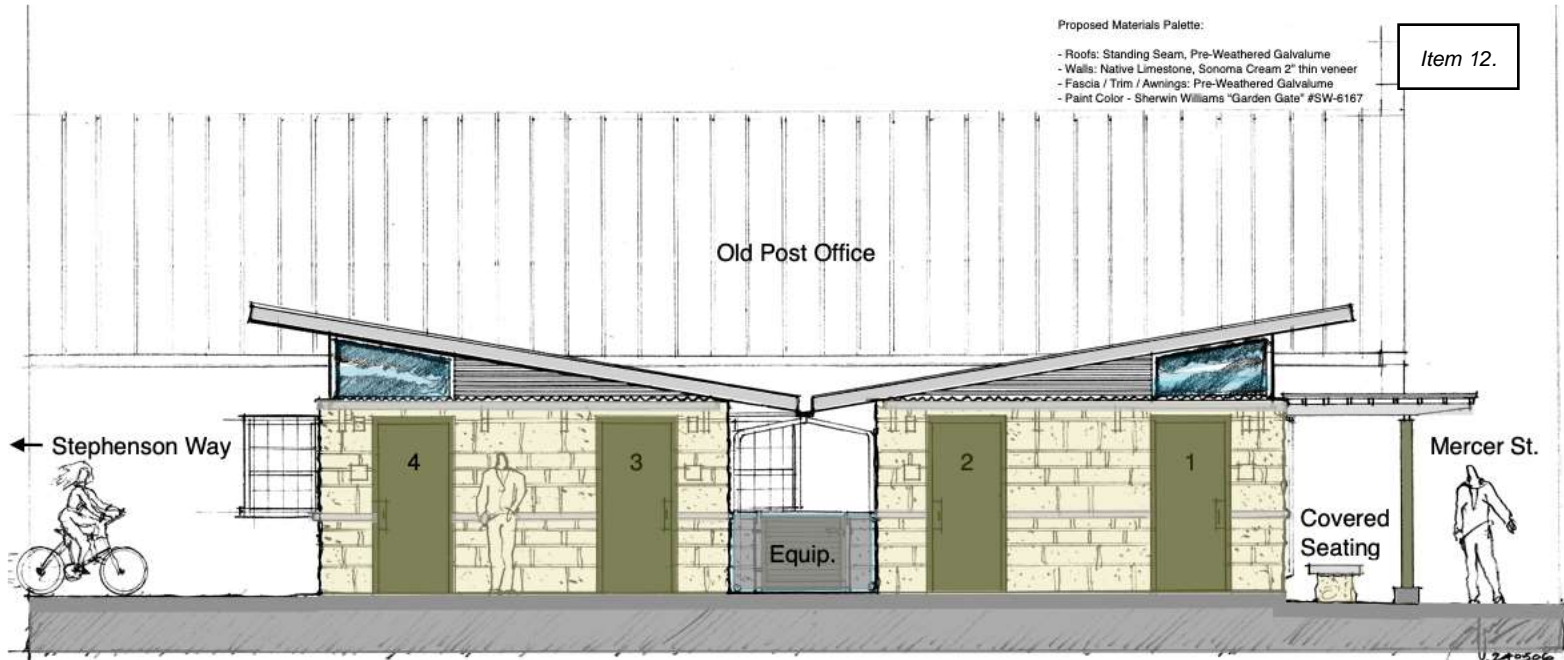 Proposed Materials Palette:
- Roofs: Standing Seam, Pre-Weathered Galvalume
- Walls: Native Limestone, Sonoma Cream 2" thin veneer
- Fascia / Trim / Awnings: Pre-Weathered Galvalume
- Paint Color - Sherwin Williams "Garden Gate" #SW-6167
Item 12.
Old Post Office
← Stephenson Way
4
3
2
1
Mercer St.
Equip.
Covered
Seating
240506